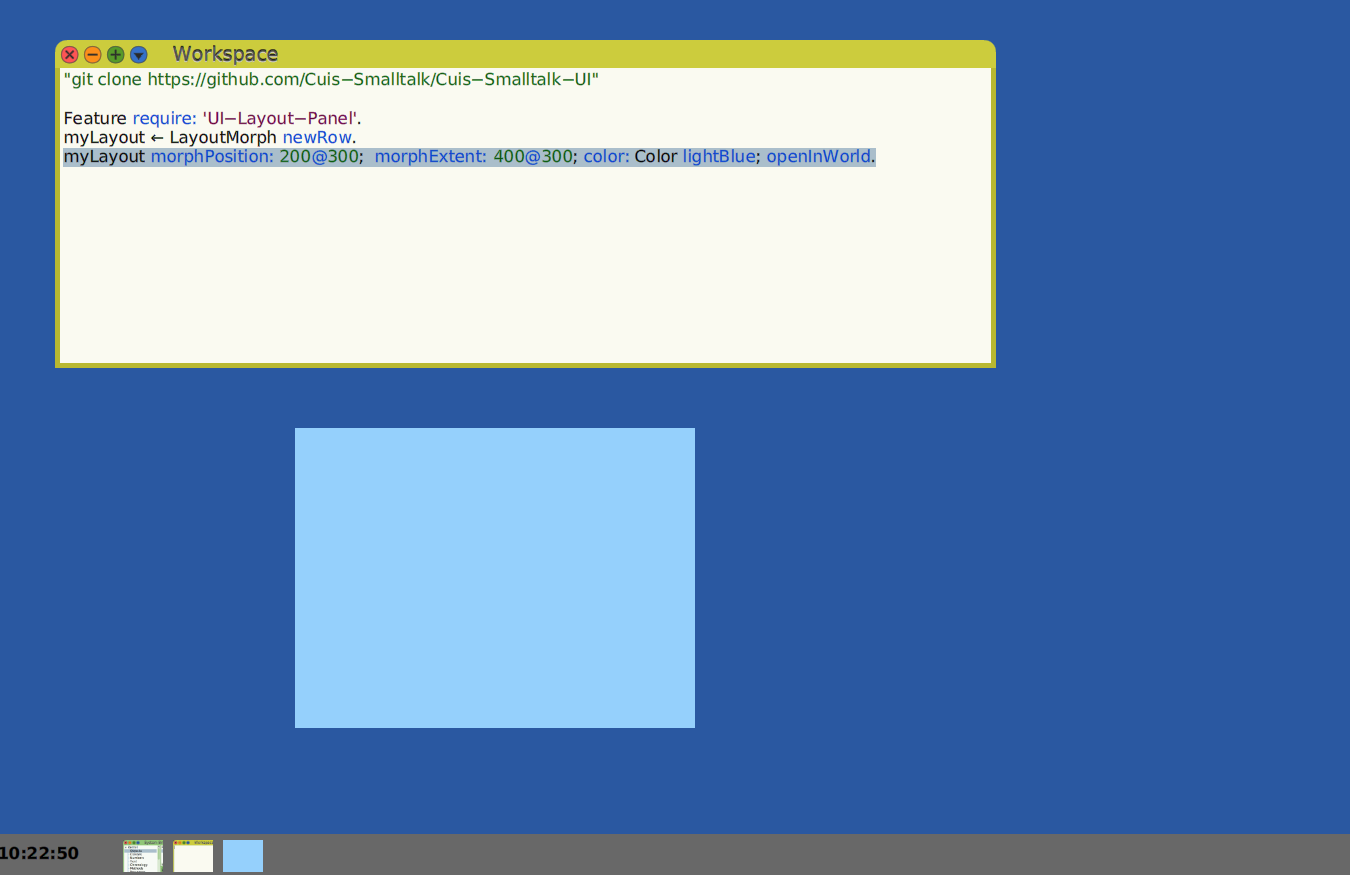 Workspace
"git clone https://github.com/Cuis−Smalltalk/Cuis−Smalltalk−UI"
Feature require: 'UI−Layout−Panel'.
myLayout ← LayoutMorph newRow.
myLayout morphPosition: 200@300;  morphExtent: 400@300; color: Color lightBlue; openInWorld.
10:22:50